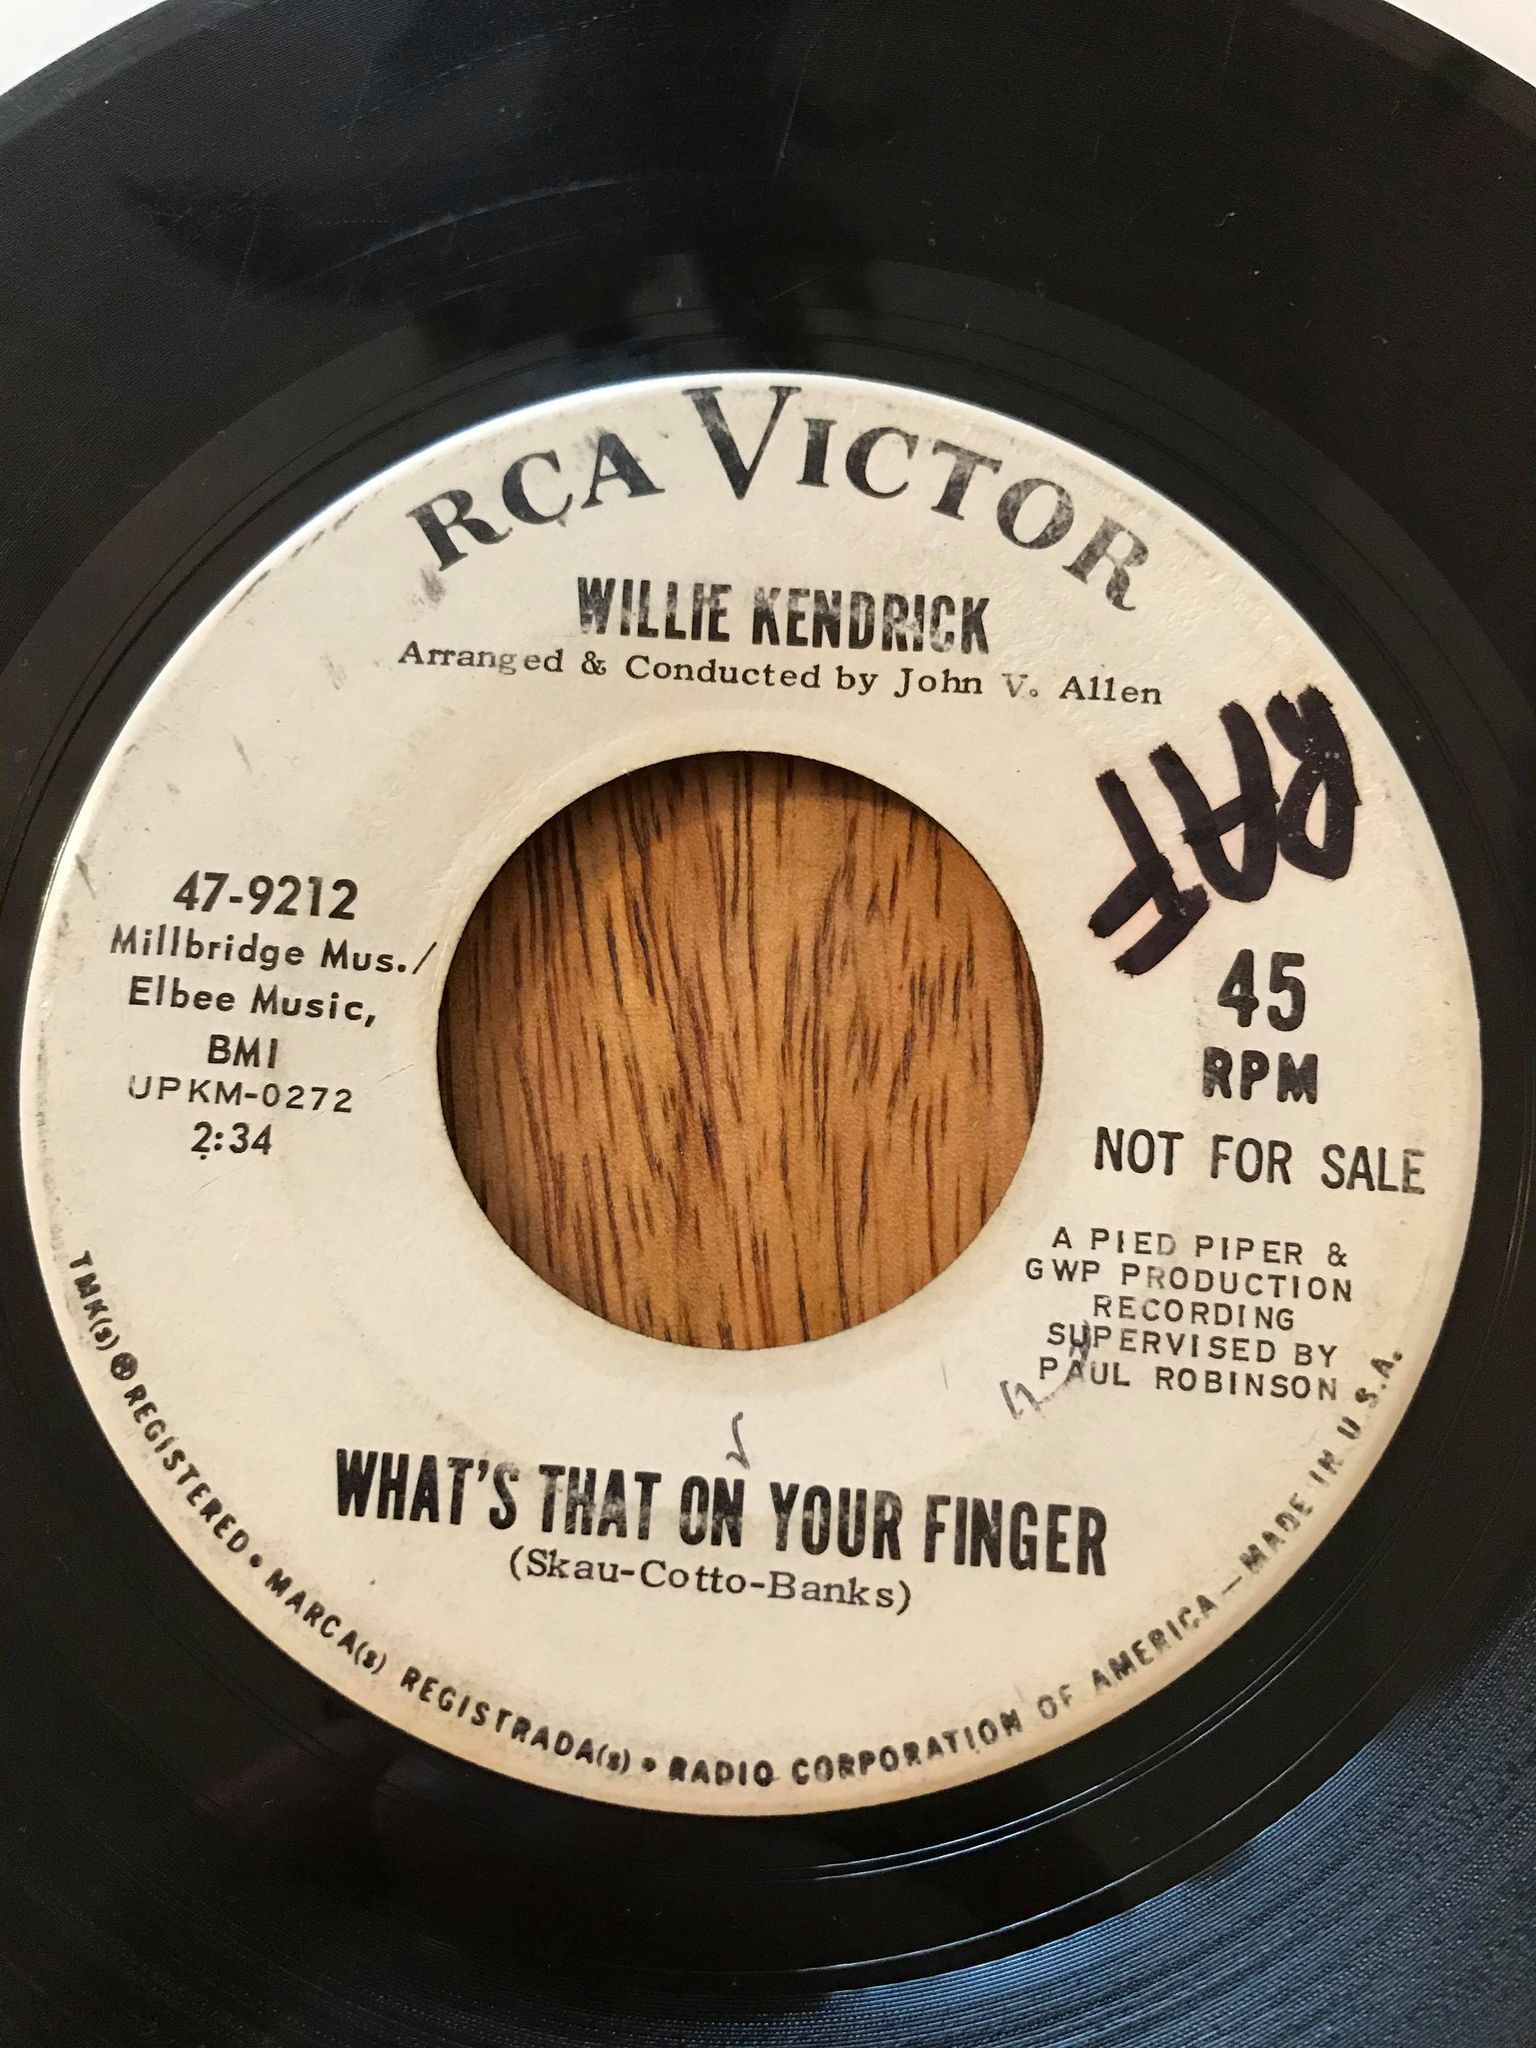 RCA VICTOR
WILLIE KENDRICK
Arranged & Conducted by John V. Allen
RAF
47-9212
Millbridge Mus./
Elbee Music,
BMI
UPKM-0272
2:34
45
RPM
NOT FOR SALE
A PIED PIPER &
GWP PRODUCTION
RECORDING
SUPERVISED BY
PAUL ROBINSON
WHAT'S THAT ON YOUR FINGER
(Skau-Cotto-Banks)
TMK(s) ® REGISTERED • MARCA(s) REGISTRADA(s) • RADIO CORPORATION OF AMERICA—MADE IN U.S.A.